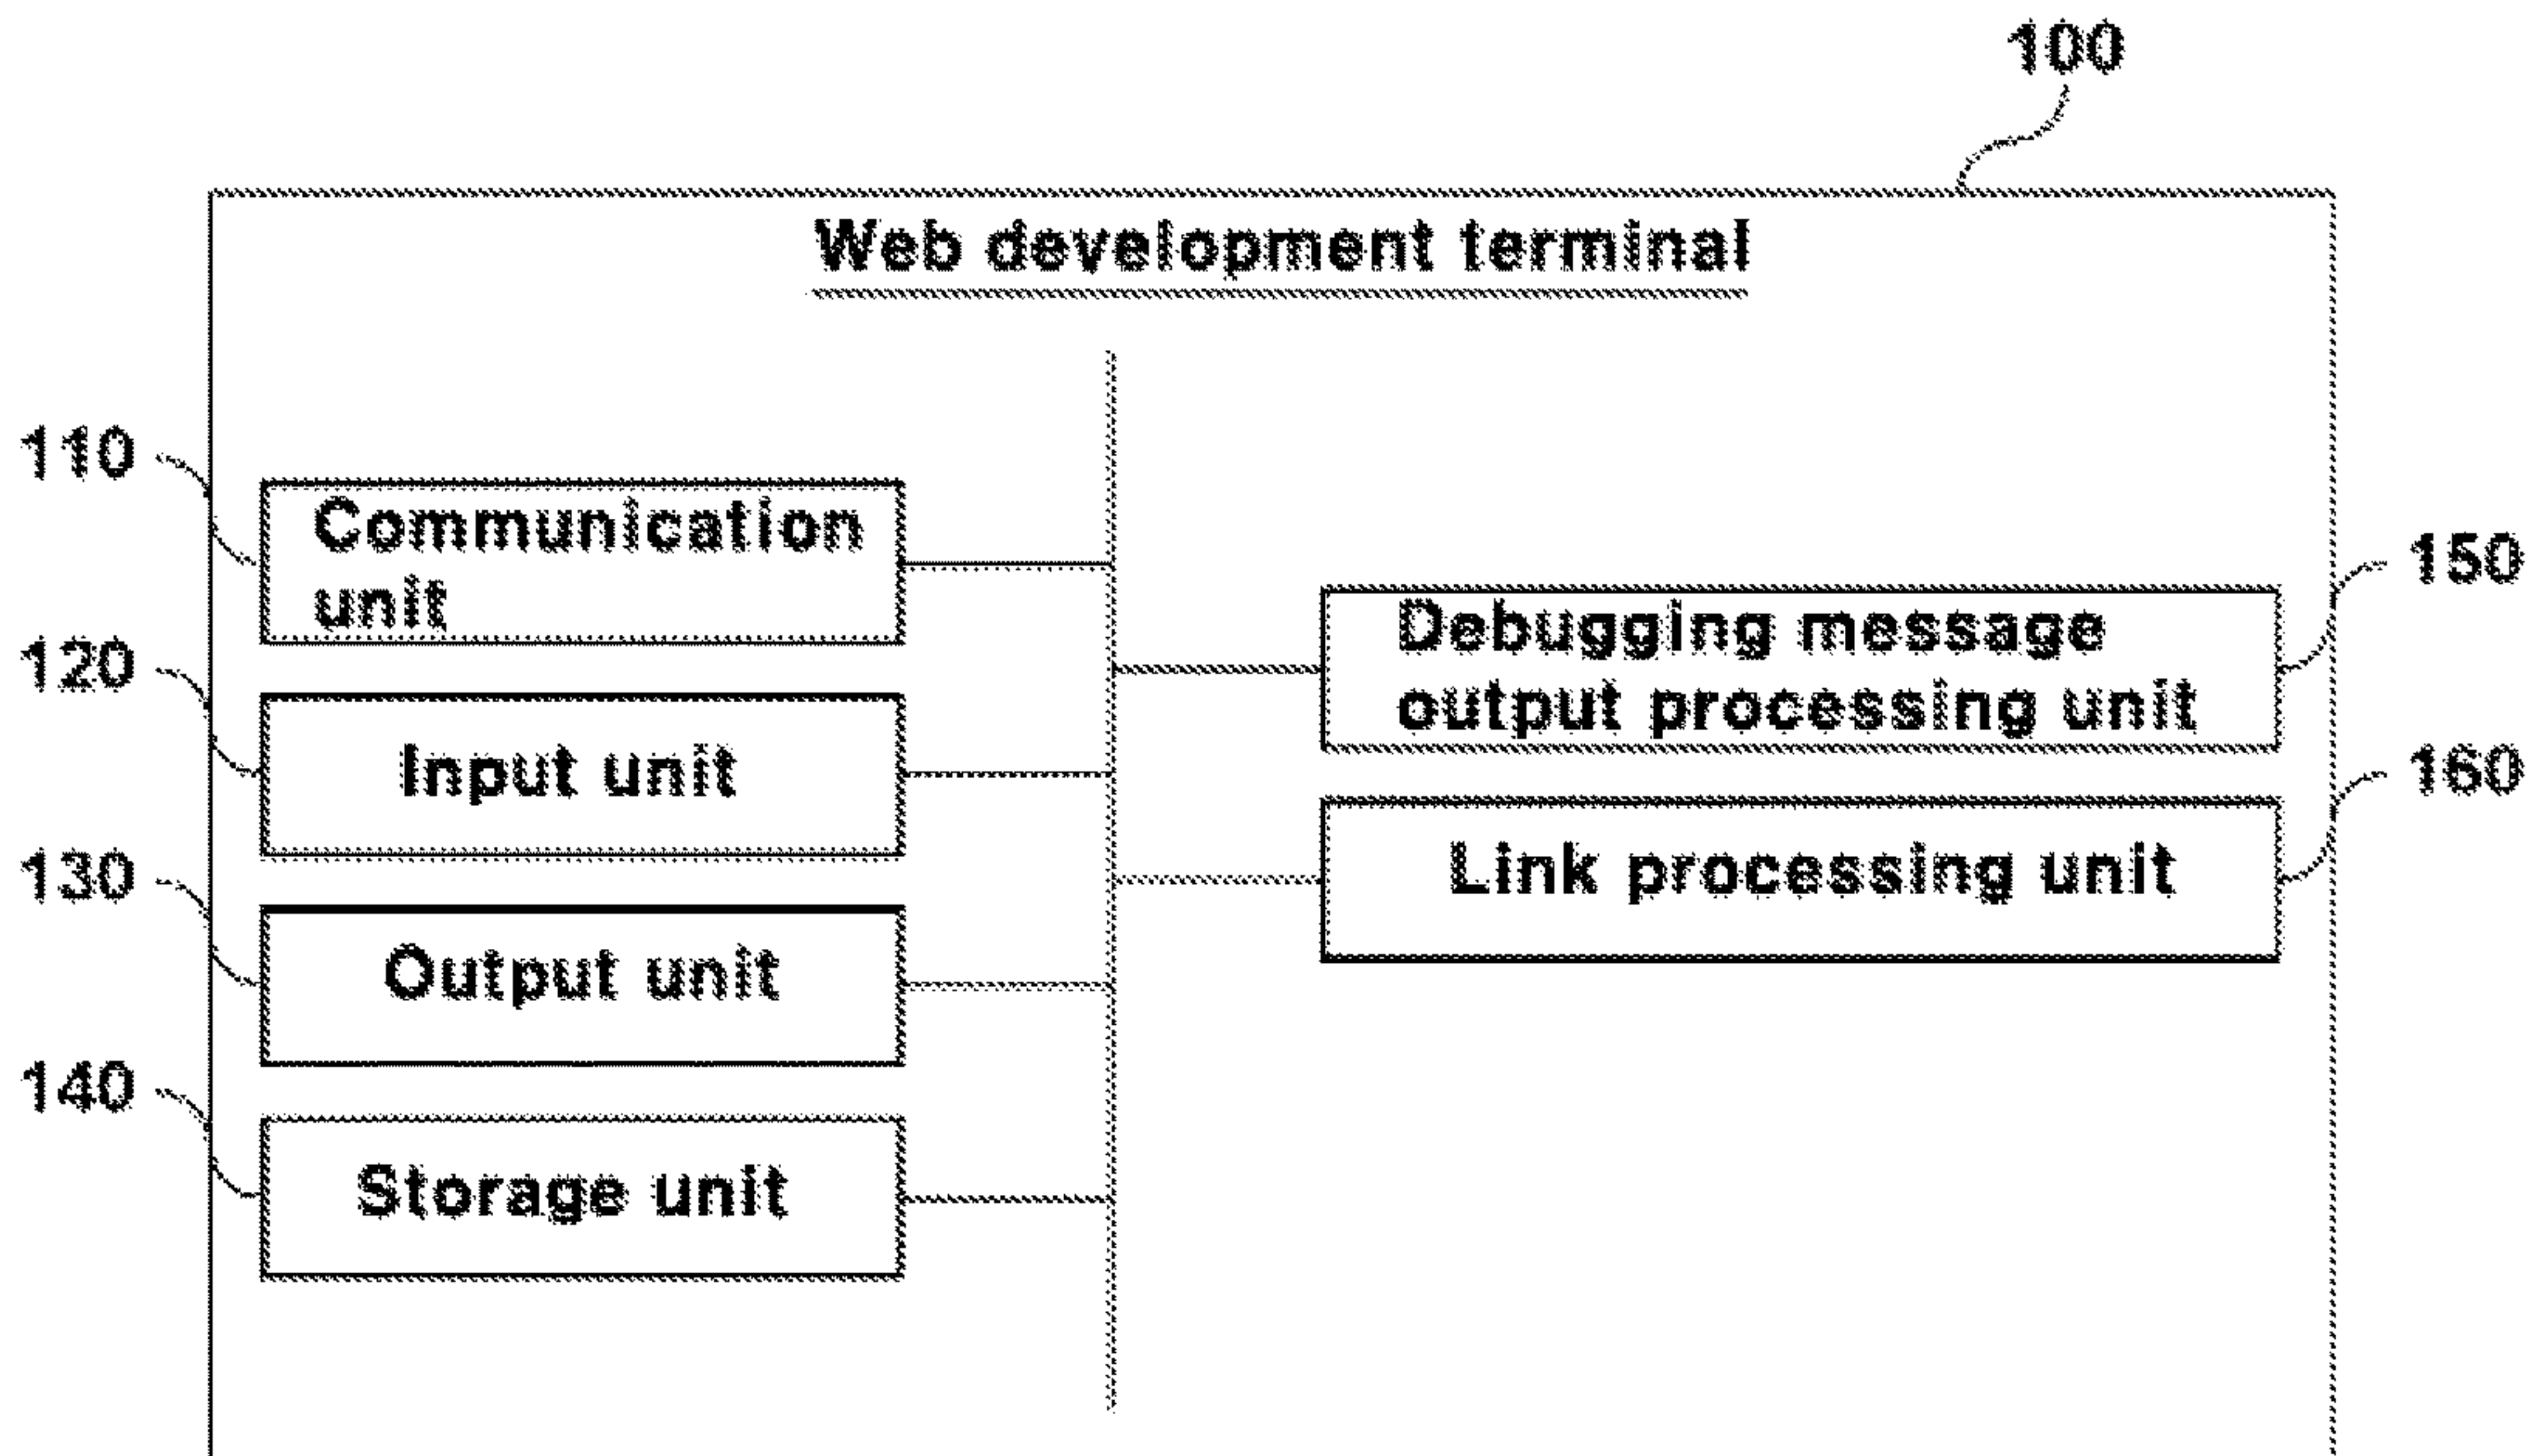 100
Web development terminal
110
Communication
unit
150
Debugging message
output processing unit
120
Input unit
160
Link processing unit
130
Output unit
140
Storage unit